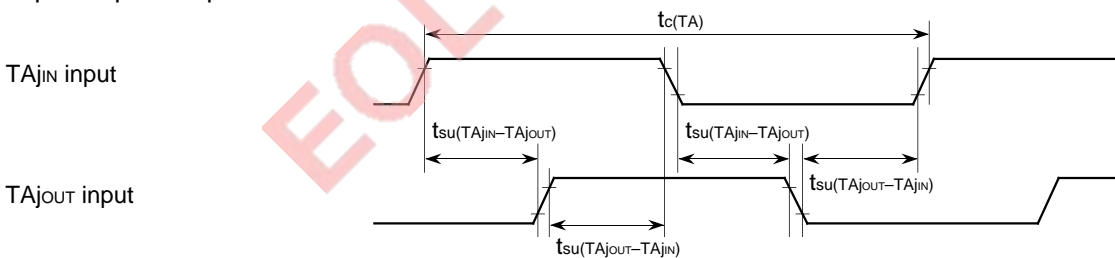 tc(TA)
TAjIN input
tsu(TAjIN–TAjOUT)
tsu(TAjIN–TAjOUT)
tsu(TAjOUT–TAjIN)
TAjOUT input
tsu(TAjOUT–TAjIN)
EOL